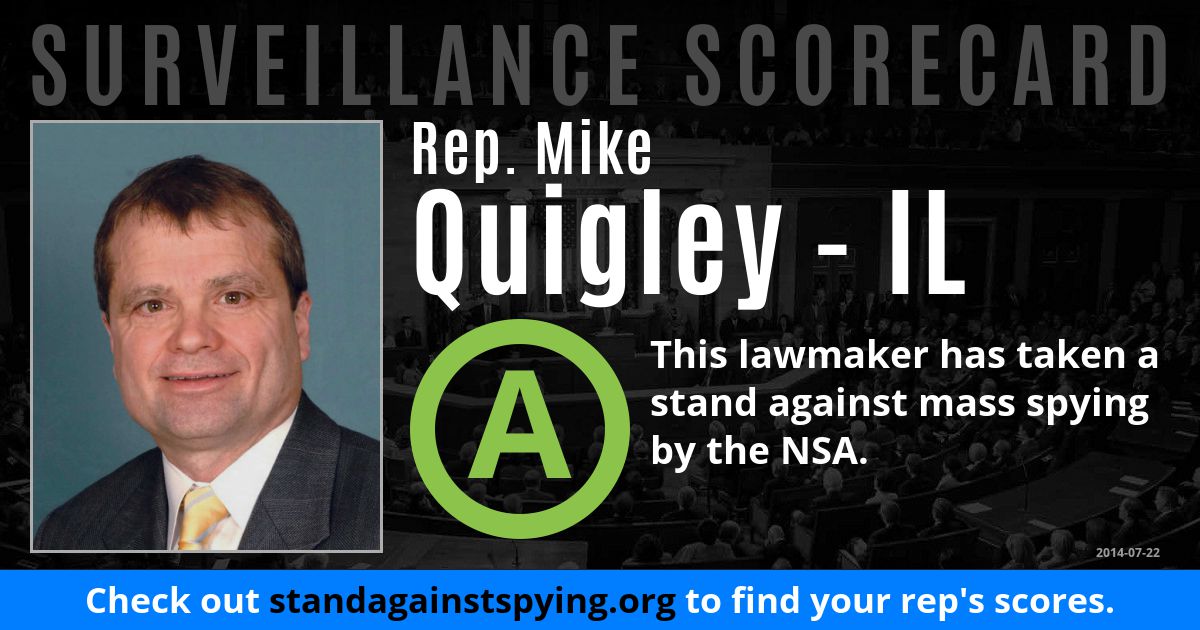 SURVEILLANCE SCORECARD
Rep. Mike
Quigley - IL
A
This lawmaker has taken a
stand against mass spying
by the NSA.
2014-07-22
Check out standagainstspying.org to find your rep's scores.